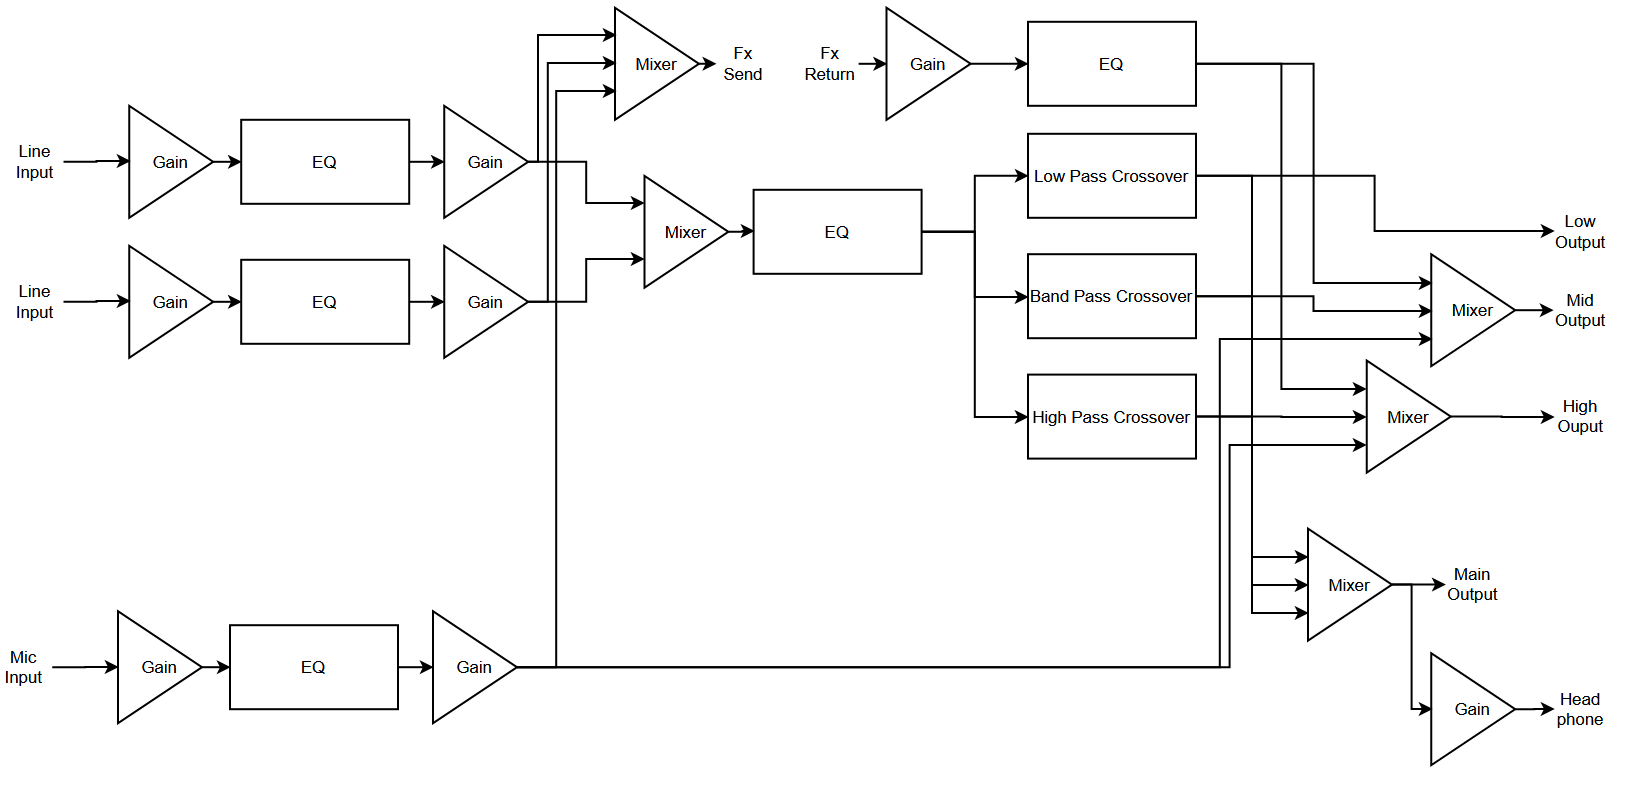 Mixer
Fx
Send
Fx
Return
Gain
EQ
Line
Input
Gain
EQ
Gain
Low Pass Crossover
Mixer
EQ
Low
Output
Line
Input
Gain
EQ
Gain
Band Pass Crossover
Mixer
Mid
Output
High Pass Crossover
Mixer
High
Ouput
Mixer
Main
Output
Mic
Input
Gain
EQ
Gain
Gain
Head
phone